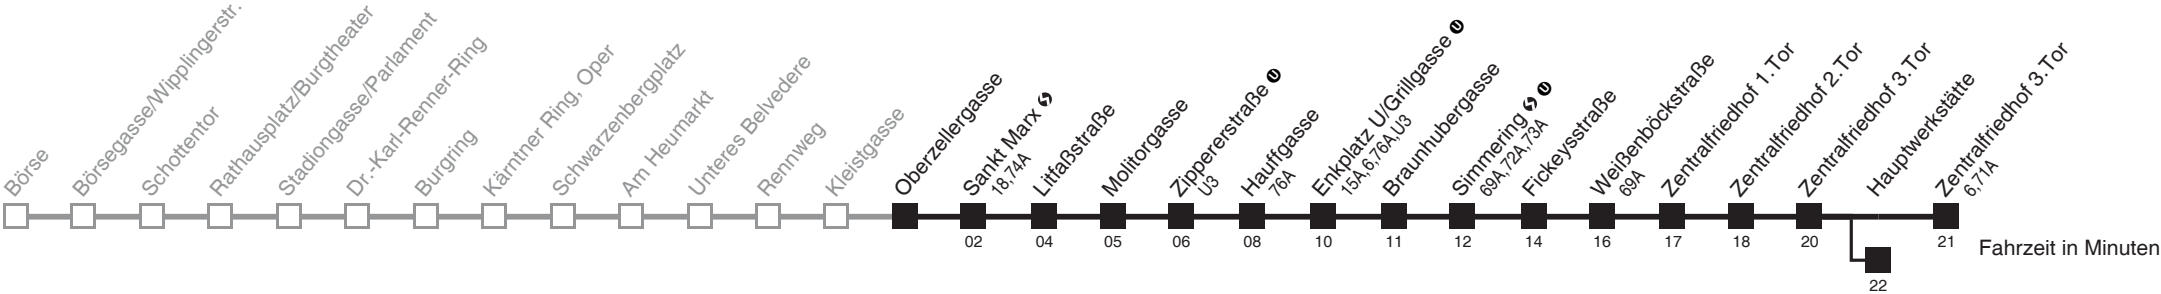 Börse
Börsegasse/Wipplingerstr.
Schottentor
Rathausplatz/Burgtheater
Stadiongasse/Parlament
Dr.-Karl-Renner-Ring
Burgring
Kärntner Ring, Oper
Schwarzenbergplatz
Am Heumarkt
Unteres Belvedere
Rennweg
Kleistgasse
Oberzellergasse
Sankt Marx S
18,74A
Litfaßstraße
Molitorgasse
Zippererstraße U
U3
Hauffgasse
76A
Enkplatz U/Grillgasse U
15A,6,76A,U3
Braunhubergasse
Simmering S U
69A,72A,73A
Fickeysstraße
Weißenböckstraße
69A
Zentralfriedhof 1.Tor
Zentralfriedhof 2.Tor
Zentralfriedhof 3.Tor
Hauptwerkstätte
Zentralfriedhof 3.Tor
6,71A
02 04 05 06 08 10 11 12 14 16 17 18 20 21
Fahrzeit in Minuten
22